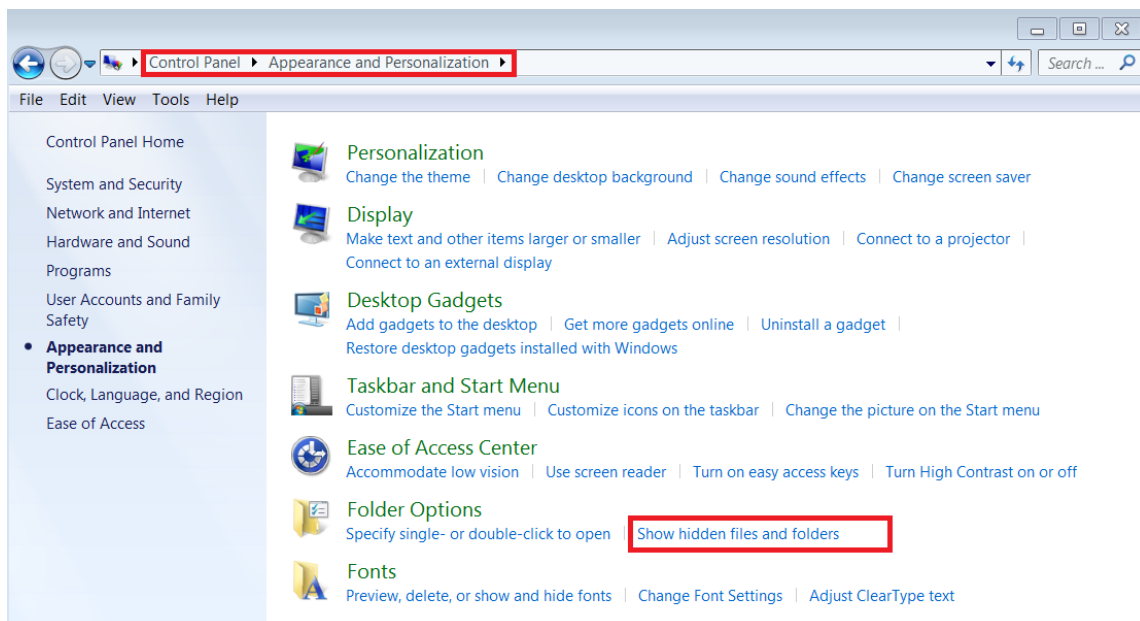 Control Panel Appearance and Personalization
Search ...
File Edit View Tools Help
Control Panel Home
System and Security
Network and Internet
Hardware and Sound
Programs
User Accounts and Family
Safety
Appearance and
Personalization
Clock, Language, and Region
Ease of Access
Personalization
Change the theme Change desktop background Change sound effects Change screen saver
Display
Make text and other items larger or smaller Adjust screen resolution Connect to a projector
Connect to an external display
Desktop Gadgets
Add gadgets to the desktop Get more gadgets online Uninstall a gadget
Restore desktop gadgets installed with Windows
Taskbar and Start Menu
Customize the Start menu Customize icons on the taskbar Change the picture on the Start menu
Ease of Access Center
Accommodate low vision Use screen reader Turn on easy access keys Turn High Contrast on or off
Folder Options
Specify single- or double-click to open Show hidden files and folders
Fonts
Preview, delete, or show and hide fonts Change Font Settings Adjust ClearType text